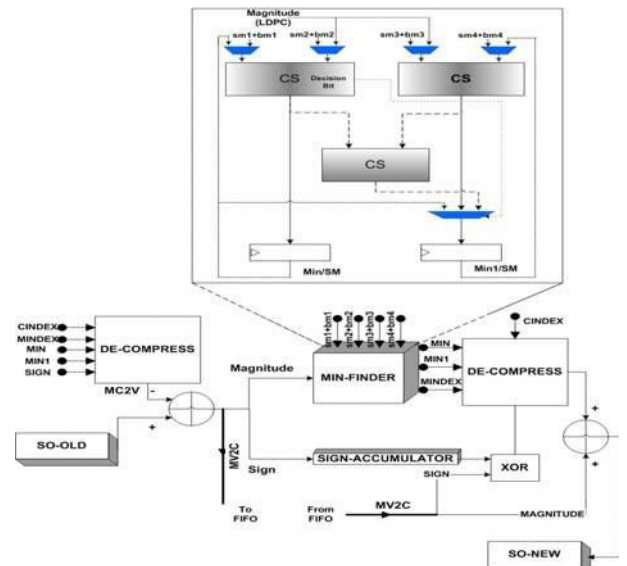 Magnitude
(LDPC)
sm1+bm1
sm2+bm2
sm3+bm3
sm4+bm4
CS
Decision
Bit
CS
CS
Min/SM
Min1/SM
sm1+bm1
sm2+bm2
sm3+bm3
sm4+bm4
CINDEX
MINDEX
MIN
MIN1
SIGN
DE-COMPRESS
MC2V
-
+
SO-OLD
Magnitude
Sign
MV2C
To
FIFO
MIN-FINDER
MIN
MIN1
MINDEX
CINDEX
DE-COMPRESS
SIGN-ACCUMULATOR
SIGN
XOR
From
FIFO
MV2C
MAGNITUDE
+
+
SO-NEW